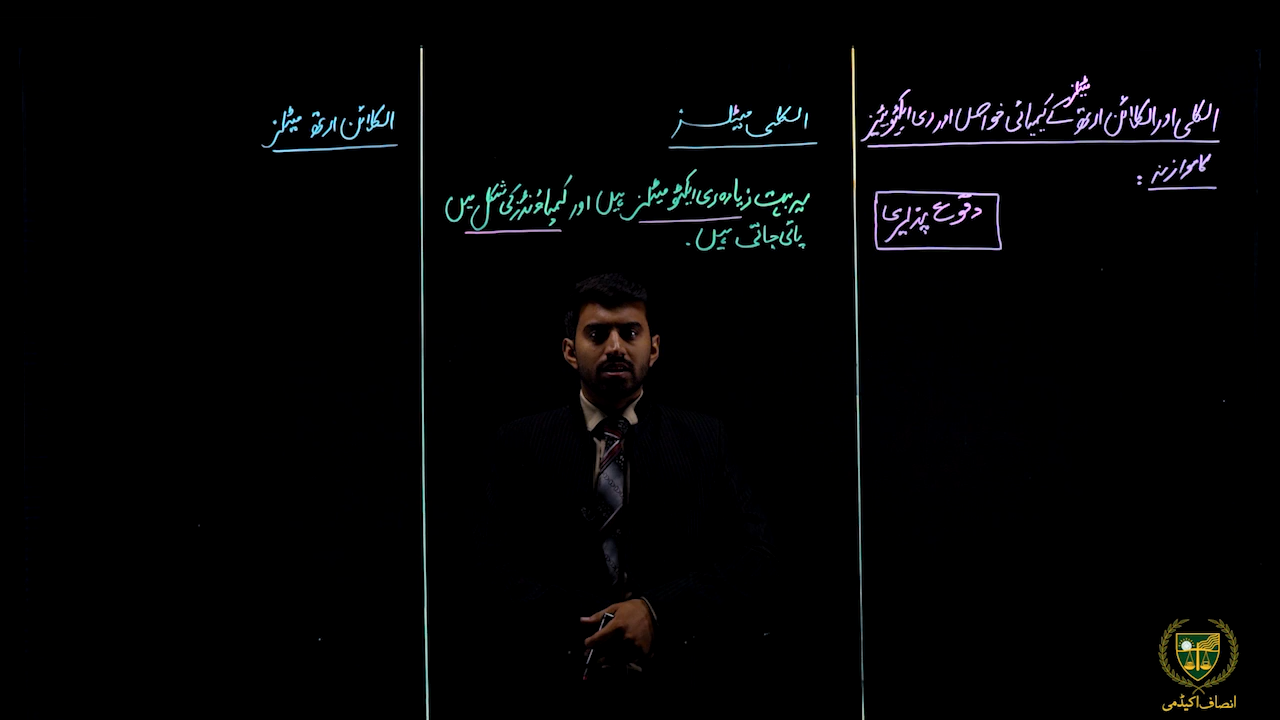 الکلی اور الکلائن ارتھ میٹلز کے کیمیائی خواص اور ری ایکٹوٹیز
کا موازنہ :
وقوع پذیری
الکلی میٹلز
یہ بہت زیادہ ری ایکٹو میٹلز ہیں اور کمپاؤنڈز کی شکل میں
پائی جاتی ہیں۔
الکلائن ارتھ میٹلز
انصاف اکیڈمی